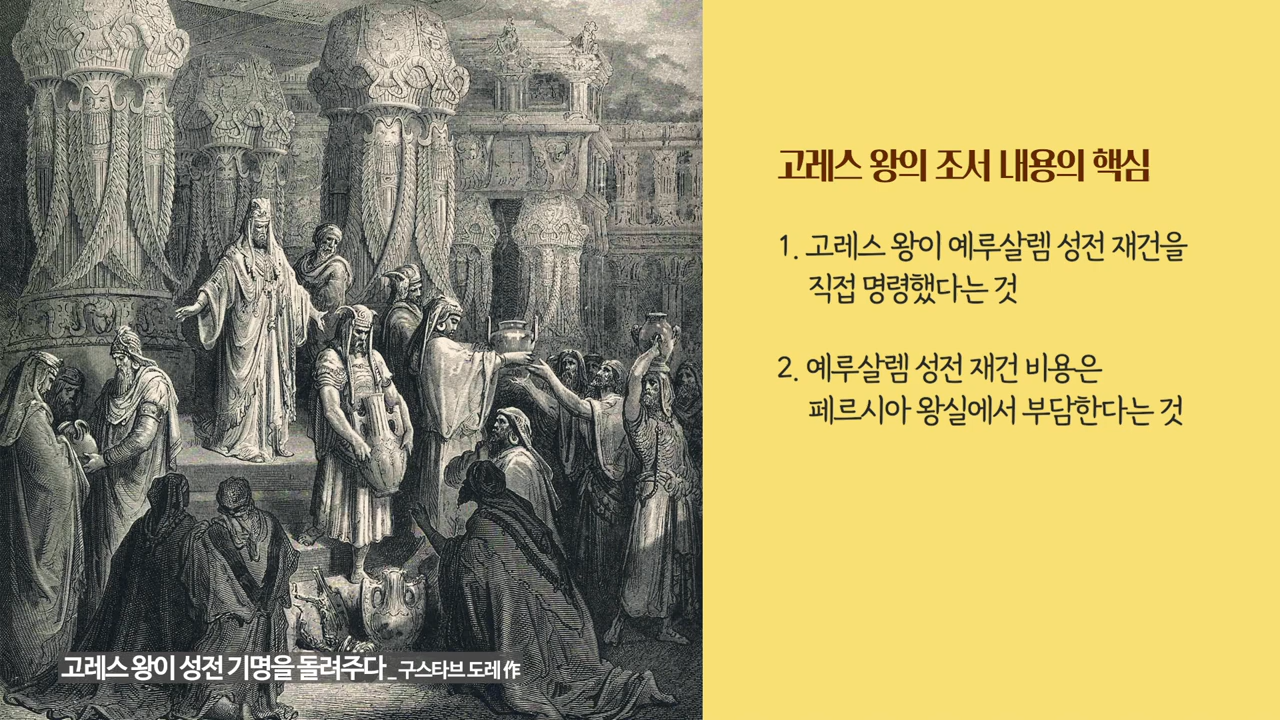 고레스 왕의 조서 내용의 핵심
1. 고레스 왕이 예루살렘 성전 재건을
직접 명령했다는 것
2. 예루살렘 성전 재건 비용은
페르시아 왕실에서 부담한다는 것
고레스 왕이 성전 기명을 돌려주다_구스타브 도레 作